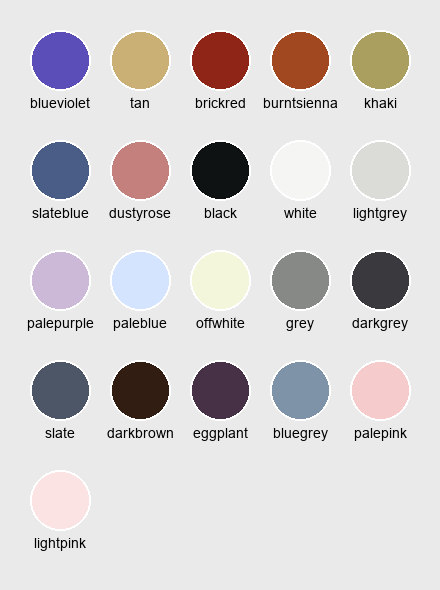 blueviolet tan brickred burntsienna khaki
slateblue dustyrose black white lightgrey
palepurple paleblue offwhite grey darkgrey
slate darkbrown eggplant bluegrey palepink
lightpink